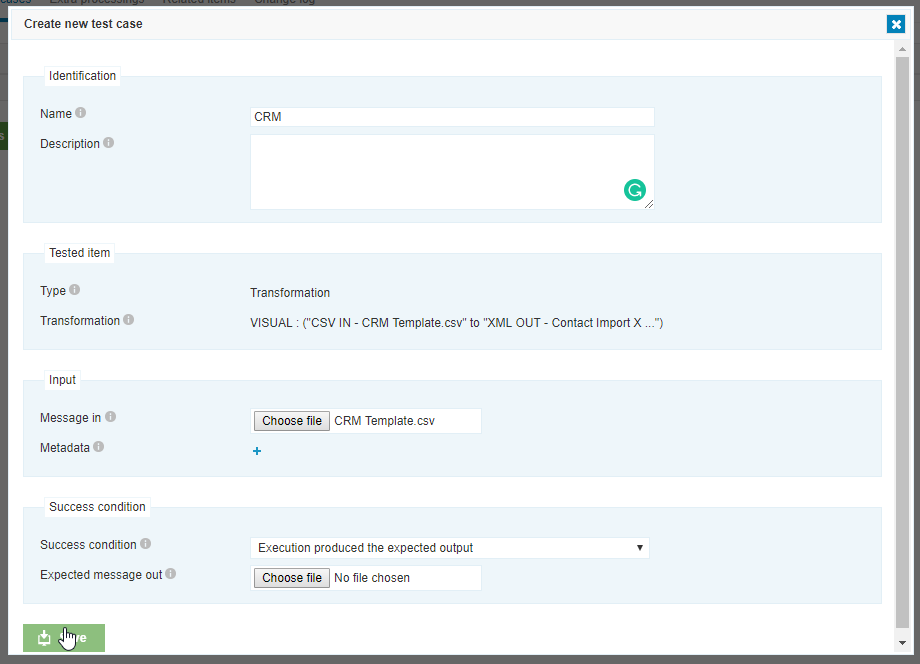 Extra processings Related items Change log
Create new test case
Identification
Name
CRM
Description
Tested item
Type
Transformation
Transformation
VISUAL : ("CSV IN - CRM Template.csv" to "XML OUT - Contact Import X ...")
Input
Message in
Choose file CRM Template.csv
Metadata
+
Success condition
Success condition
Execution produced the expected output
Expected message out
Choose file No file chosen